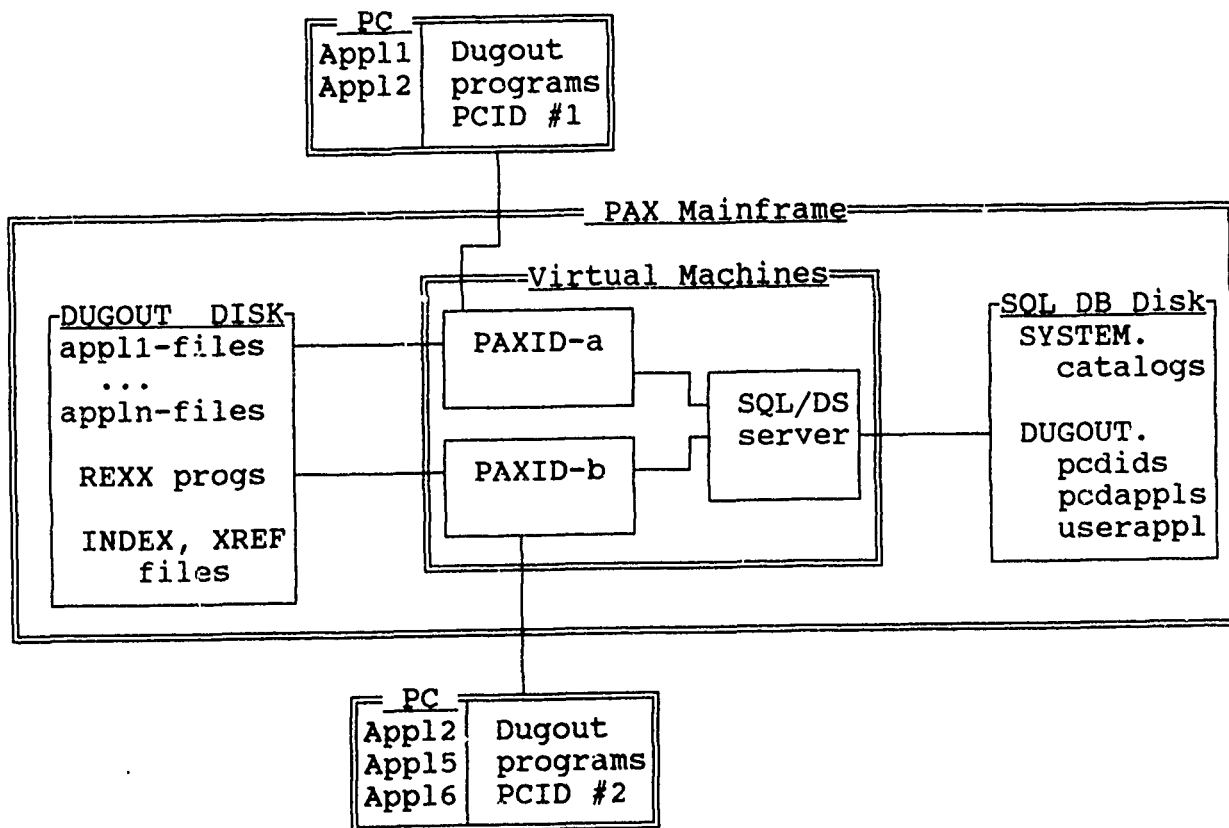 PC
Appl1
Appl2
Dugout
programs
PCID #1
PAX Mainframe
Virtual Machines
DUGOUT DISK
appl1-files
...
appln-files
REXX progs
INDEX, XREF
files
PAXID-a
PAXID-b
SQL/DS
server
SQL DB Disk
SYSTEM.
catalogs
DUGOUT.
pcdids
pcdappls
userappl
PC
Appl2
Appl5
Appl6
Dugout
programs
PCID #2